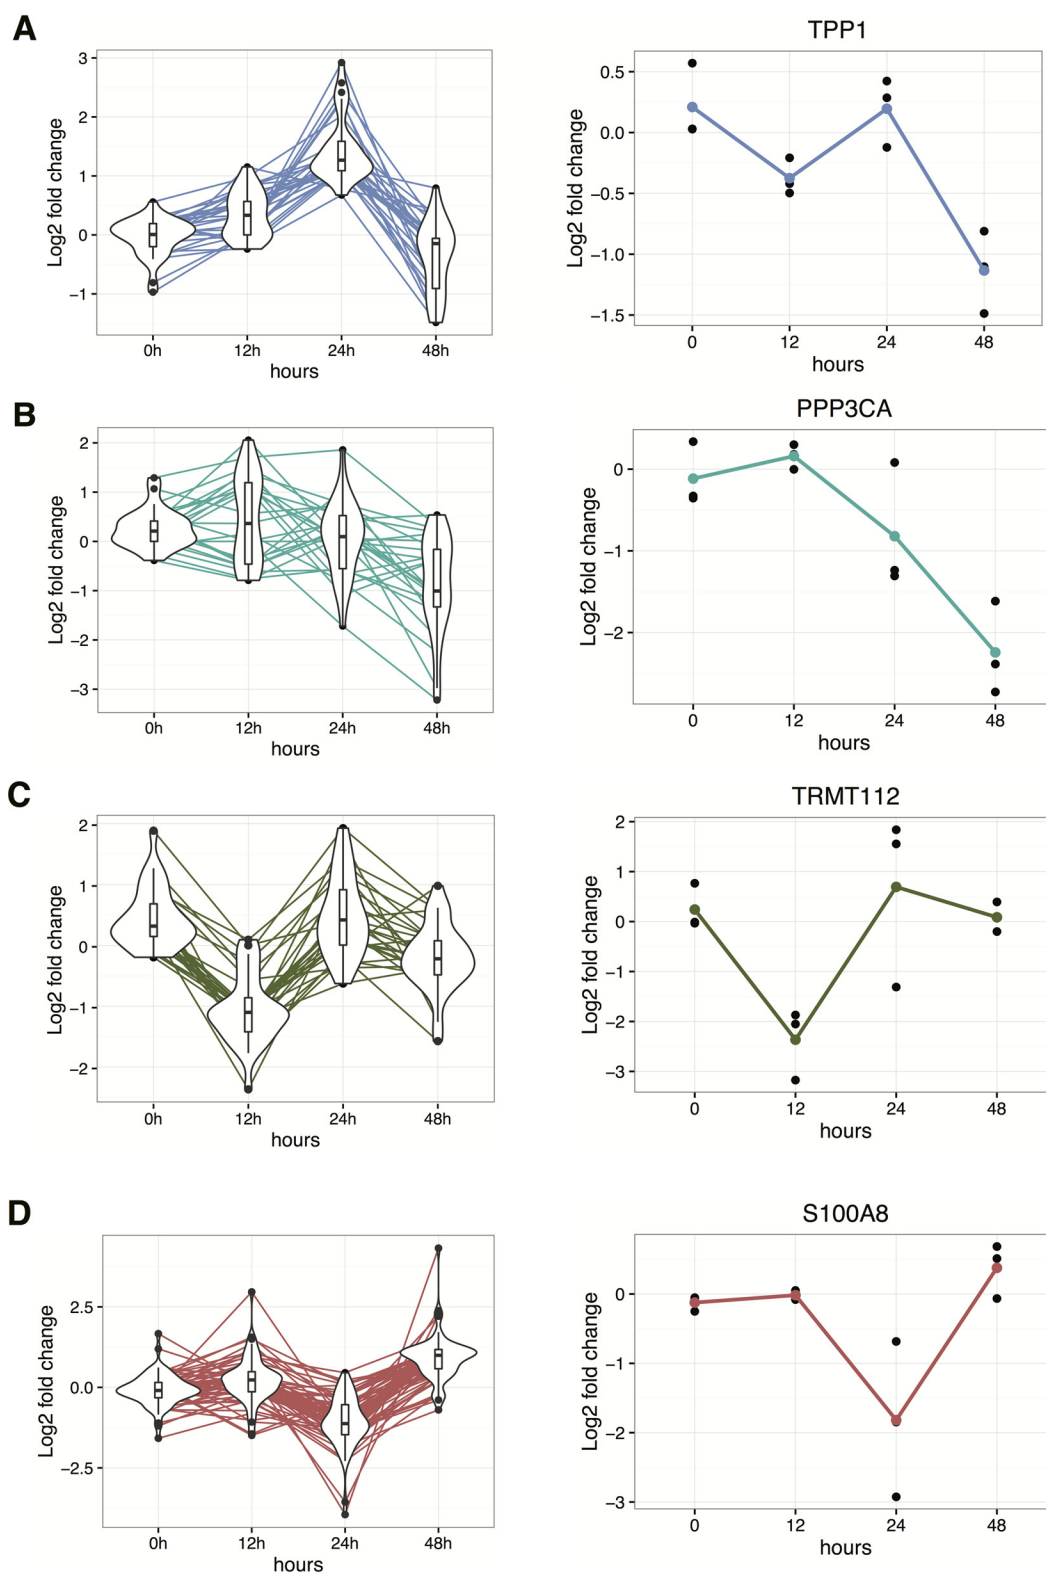 A
TPP1
Log2 fold change
3
2
1
0
−1
0h 12h 24h 48h
hours
Log2 fold change
0.5
0.0
−0.5
−1.0
−1.5
0 12 24 48
hours
B
PPP3CA
Log2 fold change
2
1
0
−1
−2
−3
0h 12h 24h 48h
hours
Log2 fold change
0
−1
−2
0 12 24 48
hours
C
TRMT112
Log2 fold change
2
1
0
−1
−2
0h 12h 24h 48h
hours
Log2 fold change
2
1
0
−1
−2
−3
0 12 24 48
hours
D
S100A8
Log2 fold change
2.5
0.0
−2.5
0h 12h 24h 48h
hours
Log2 fold change
0
−1
−2
−3
0 12 24 48
hours